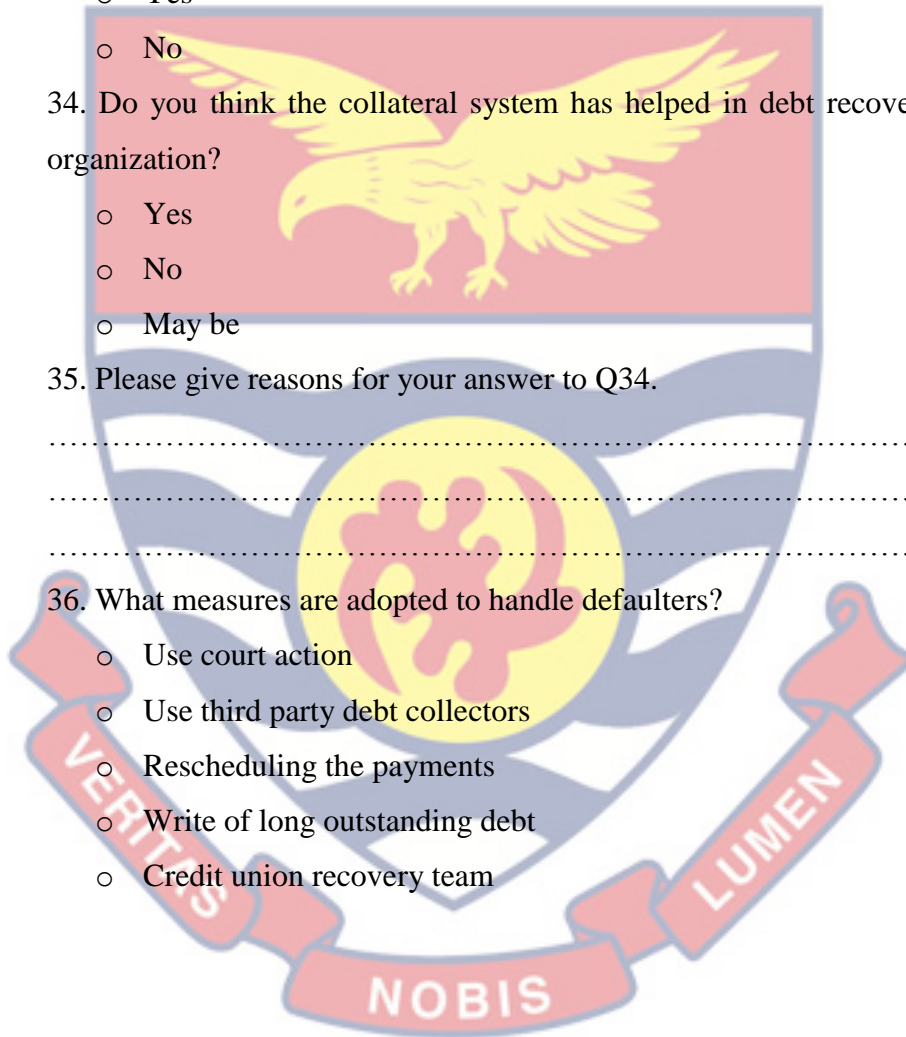 o Yes
o No
34. Do you think the collateral system has helped in debt recove
organization?
o Yes
o No
o May be
35. Please give reasons for your answer to Q34.
……………………………………………………………………………
……………………………………………………………………………
……………………………………………………………………………
36. What measures are adopted to handle defaulters?
o Use court action
o Use third party debt collectors
o Rescheduling the payments
o Write of long outstanding debt
o Credit union recovery team
VERITAS
NOBIS
LUMEN